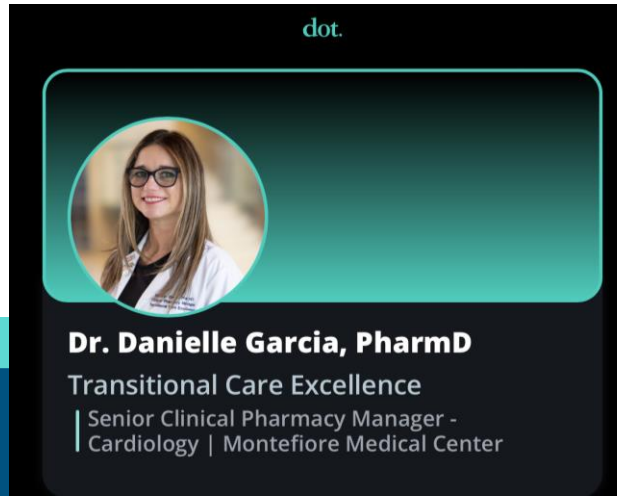 dot.
Dr. Danielle Garcia, PharmD
Transitional Care Excellence
Senior Clinical Pharmacy Manager -
Cardiology | Montefiore Medical Center